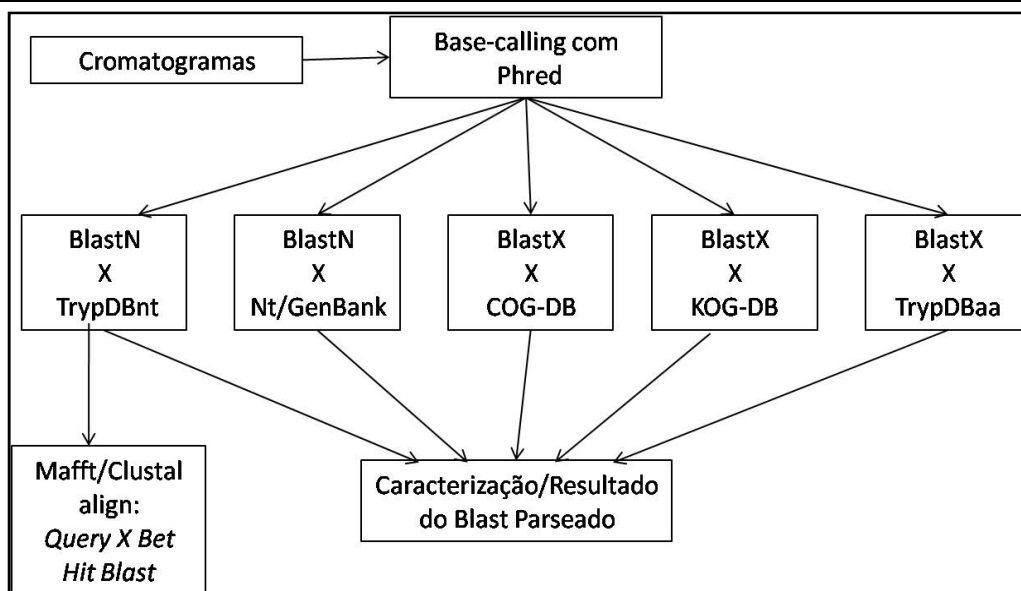 Cromatogramas
Base-calling com
Phred
BlastN
X
TrypDBnt
BlastN
X
Nt/GenBank
BlastX
X
COG-DB
BlastX
X
KOG-DB
BlastX
X
TrypDBaa
Mafft/Clustal
align:
Query X Bet
Hit Blast
Caracterização/Resultado
do Blast Parseado